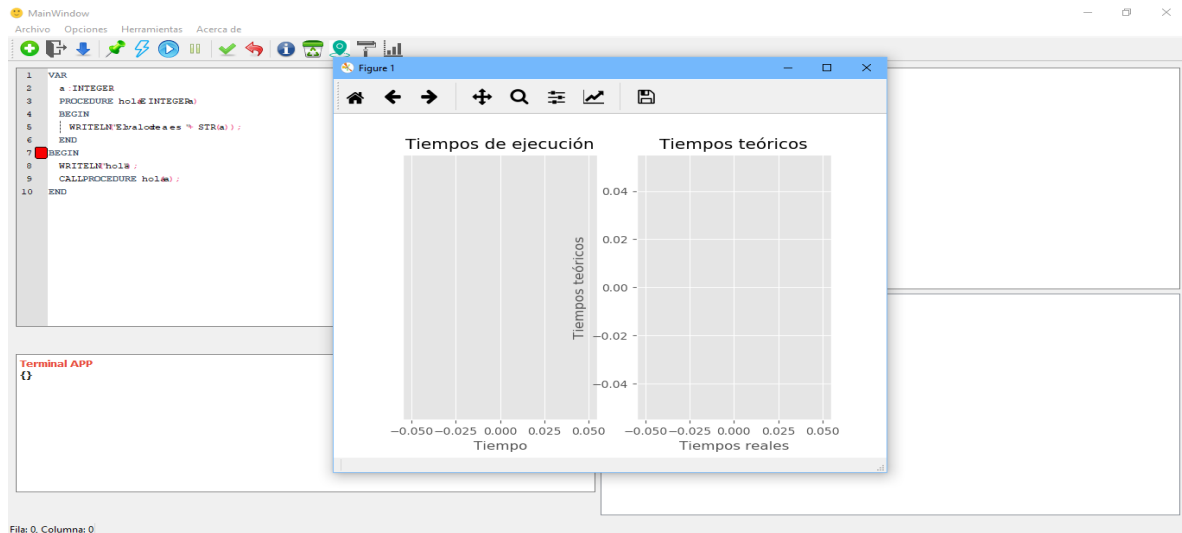 MainWindow
Archivo Opciones Herramientas Acerca de
1 VAR
2 a :INTEGER
3 PROCEDURE hola INTEGER a)
4 BEGIN
5 WRITELN STR(a));
6 END
7 BEGIN
8 WRITELN "hola ;
9 CALLPROCEDURE hola );
10 END
Terminal APP
{}
Fila: 0, Columna: 0
Figure 1
Tiempos de ejecución
−0.050 −0.025 0.000 0.025 0.050
Tiempo
Tiempos teóricos
Tiempos teóricos
0.04
0.02
0.00
−0.02
−0.04
−0.050 −0.025 0.000 0.025 0.050
Tiempos reales